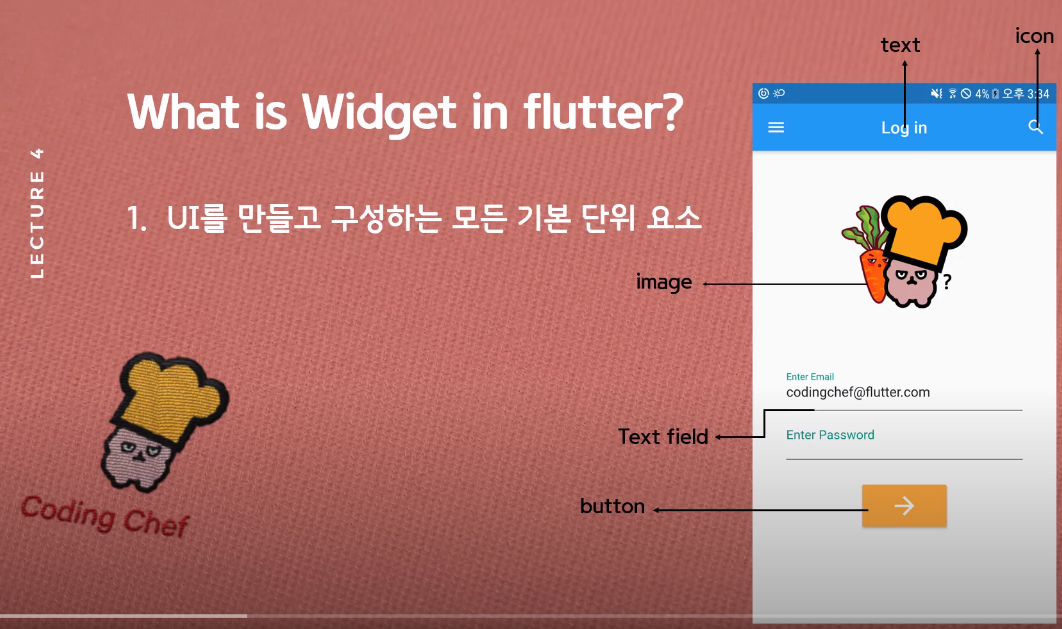 LECTURE 4
What is Widget in flutter?
1. UI를 만들고 구성하는 모든 기본 단위 요소
Coding Chef
text
icon
4% 오후 3:34
Log in
image
?
Enter Email
codingchef@flutter.com
Text field
Enter Password
button